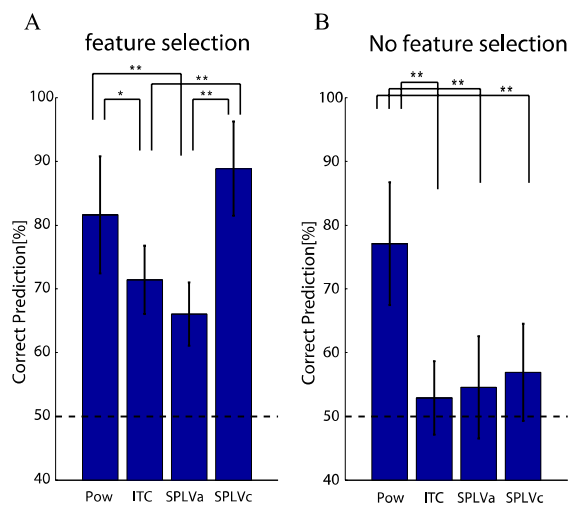 A
feature selection
**
*
**
**
100
90
80
70
60
50
40
Correct Prediction[%]
Pow ITC SPLVa SPLVc
B
No feature selection
**
**
**
100
90
80
70
60
50
40
Correct Prediction[%]
Pow ITC SPLVa SPLVc